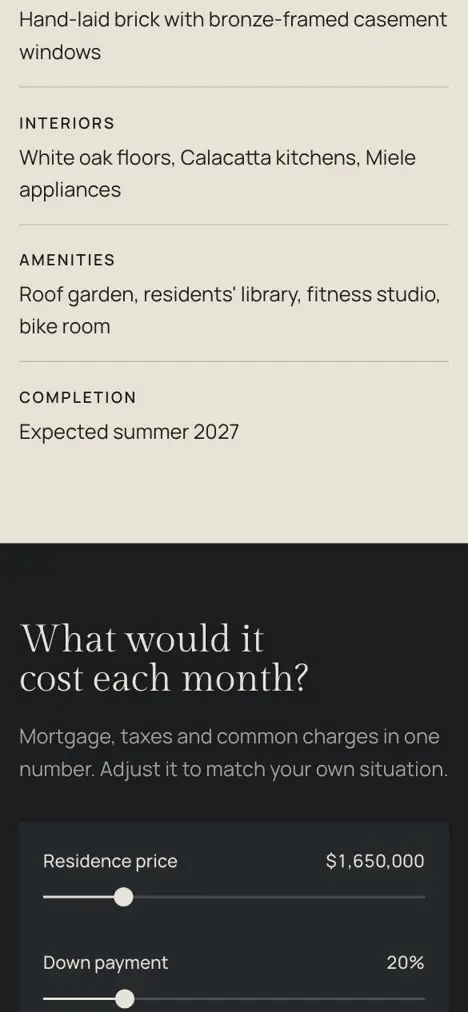 Hand-laid brick with bronze-framed casement
windows
INTERIORS
White oak floors, Calacatta kitchens, Miele
appliances
AMENITIES
Roof garden, residents' library, fitness studio,
bike room
COMPLETION
Expected summer 2027
What would it
cost each month?
Mortgage, taxes and common charges in one
number. Adjust it to match your own situation.
Residence price $1,650,000
Down payment 20%